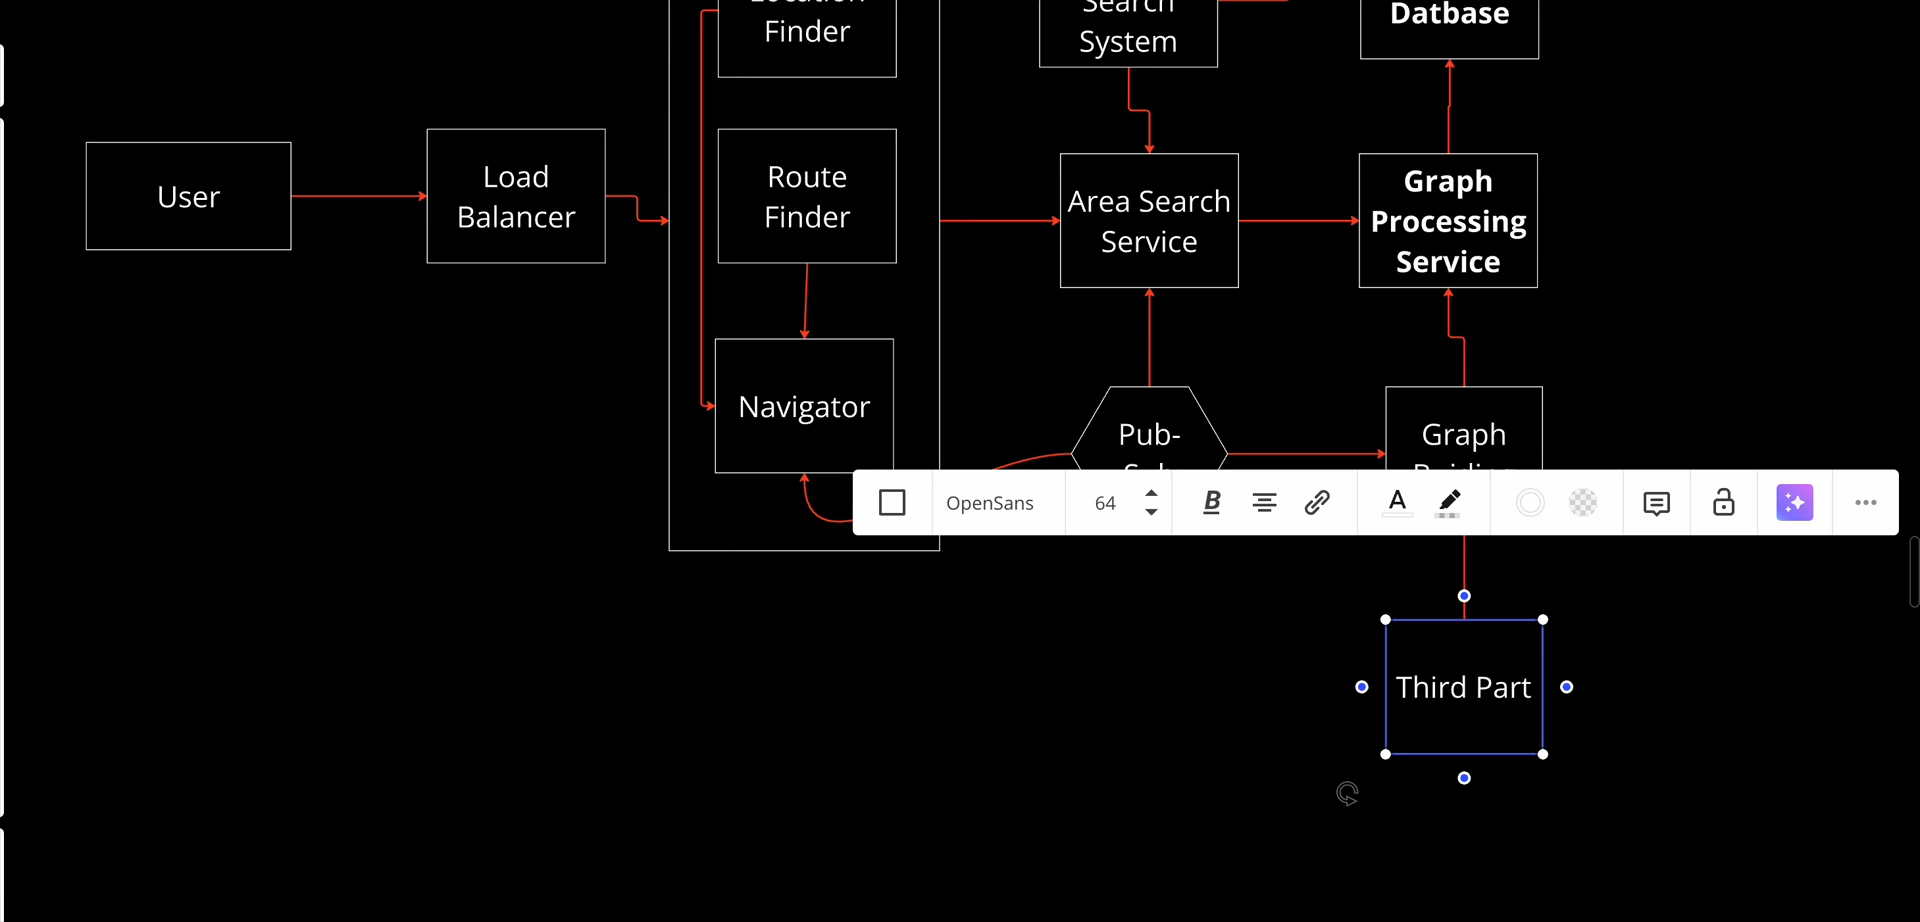 Finder
System
Datbase
User
Load
Balancer
Route
Finder
Area Search
Service
Graph
Processing
Service
Navigator
Pub-
Graph
OpenSans
64
B
A
Third Part